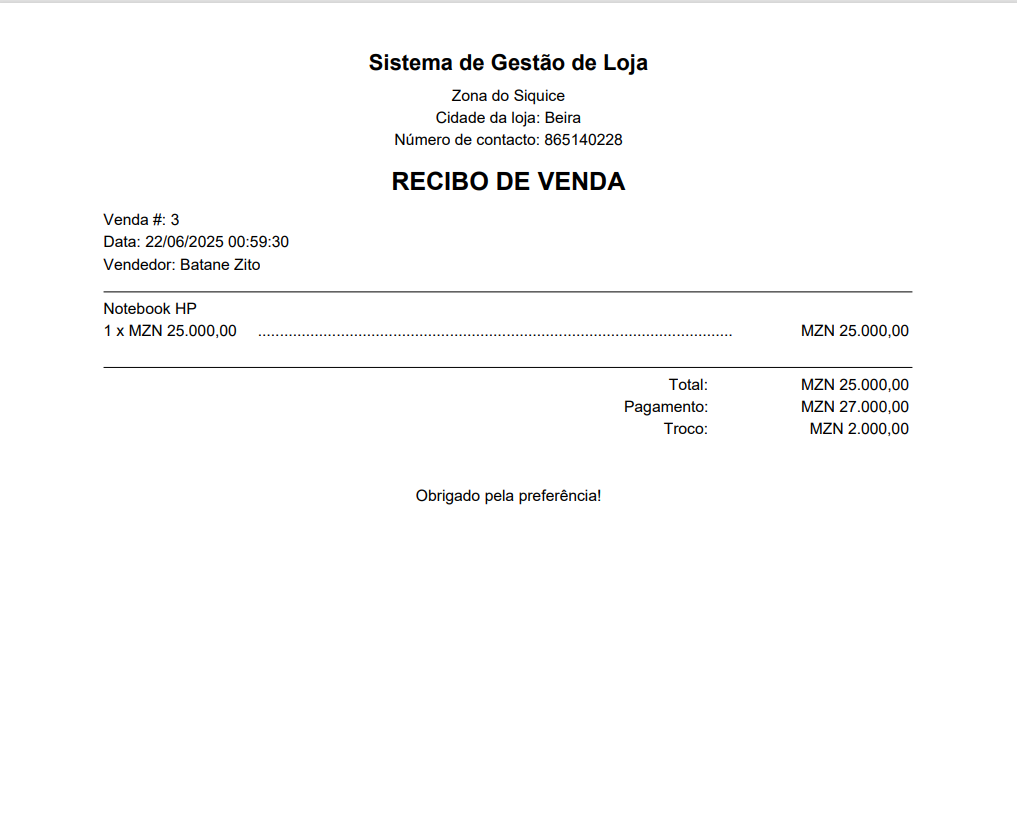 Sistema de Gestão de Loja
Zona do Siquice
Cidade da loja: Beira
Número de contacto: 865140228
RECIBO DE VENDA
Venda #: 3
Data: 22/06/2025 00:59:30
Vendedor: Batane Zito
Notebook HP
1 x MZN 25.000,00 ............................................................................................................. MZN 25.000,00
Total: MZN 25.000,00
Pagamento: MZN 27.000,00
Troco: MZN 2.000,00
Obrigado pela preferência!